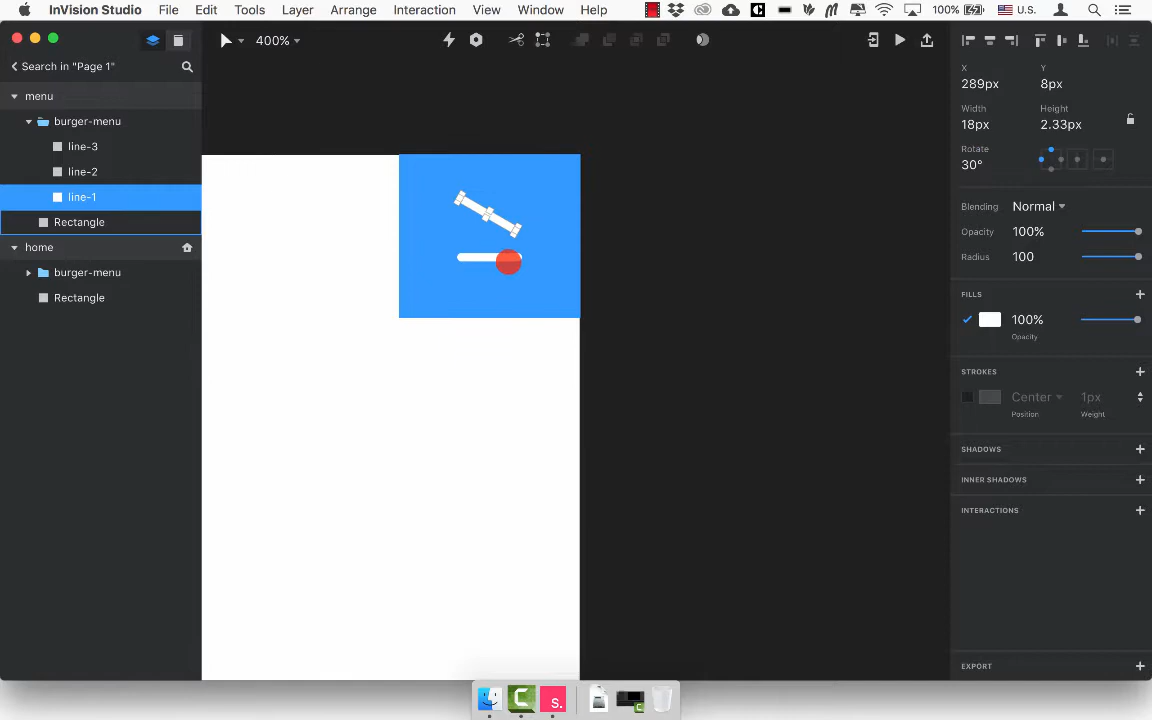 InVision Studio File Edit Tools Layer Arrange Interaction View Window Help 100% U.S.
400%
Search in "Page 1"
menu
burger-menu
line-3
line-2
line-1
Rectangle
home
burger-menu
Rectangle
X Y
289px 8px
Width Height
18px 2.33px
Rotate
30°
Blending Normal
Opacity 100%
Radius 100
FILLS
100%
Opacity
STROKES
Center 1px
Position Weight
SHADOWS
INNER SHADOWS
INTERACTIONS
EXPORT
s.